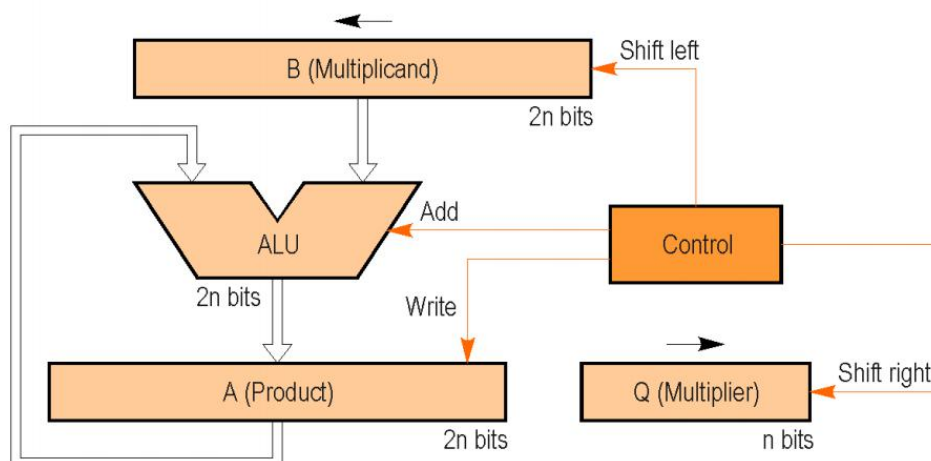 Shift left
B (Multiplicand)
2n bits
Add
ALU
Control
2n bits
Write
Shift right
A (Product)
Q (Multiplier)
2n bits
n bits